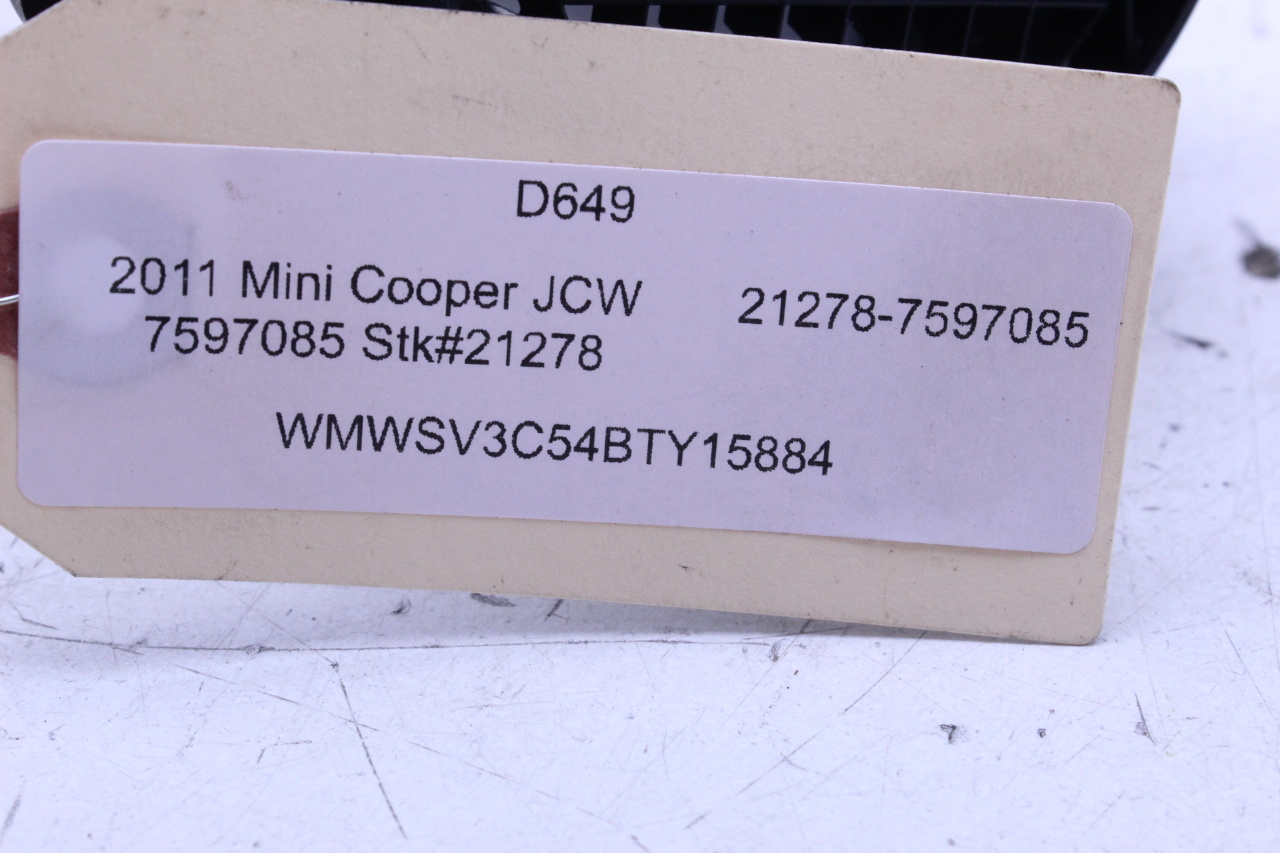 D649
2011 Mini Cooper JCW 21278-7597085
7597085 Stk#21278
WMWSV3C54BTY15884